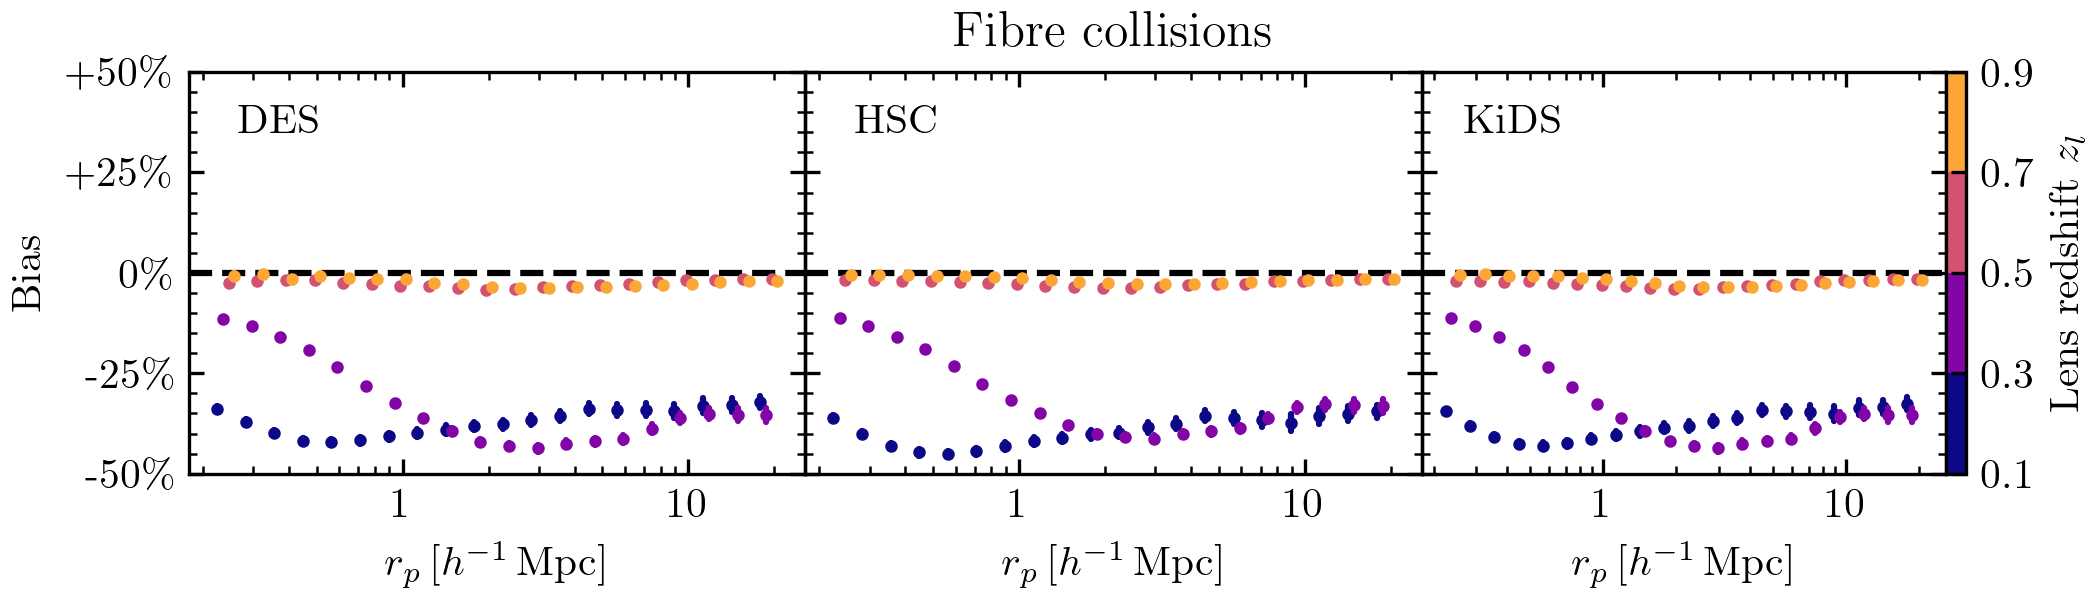 Fibre collisions
+50%
+25%
0%
-25%
-50%
Bias
DES
HSC
KiDS
1 10
1 10
1 10
r_p [h^{-1} Mpc]
r_p [h^{-1} Mpc]
r_p [h^{-1} Mpc]
0.9
0.7
0.5
0.3
0.1
Lens redshift z_l